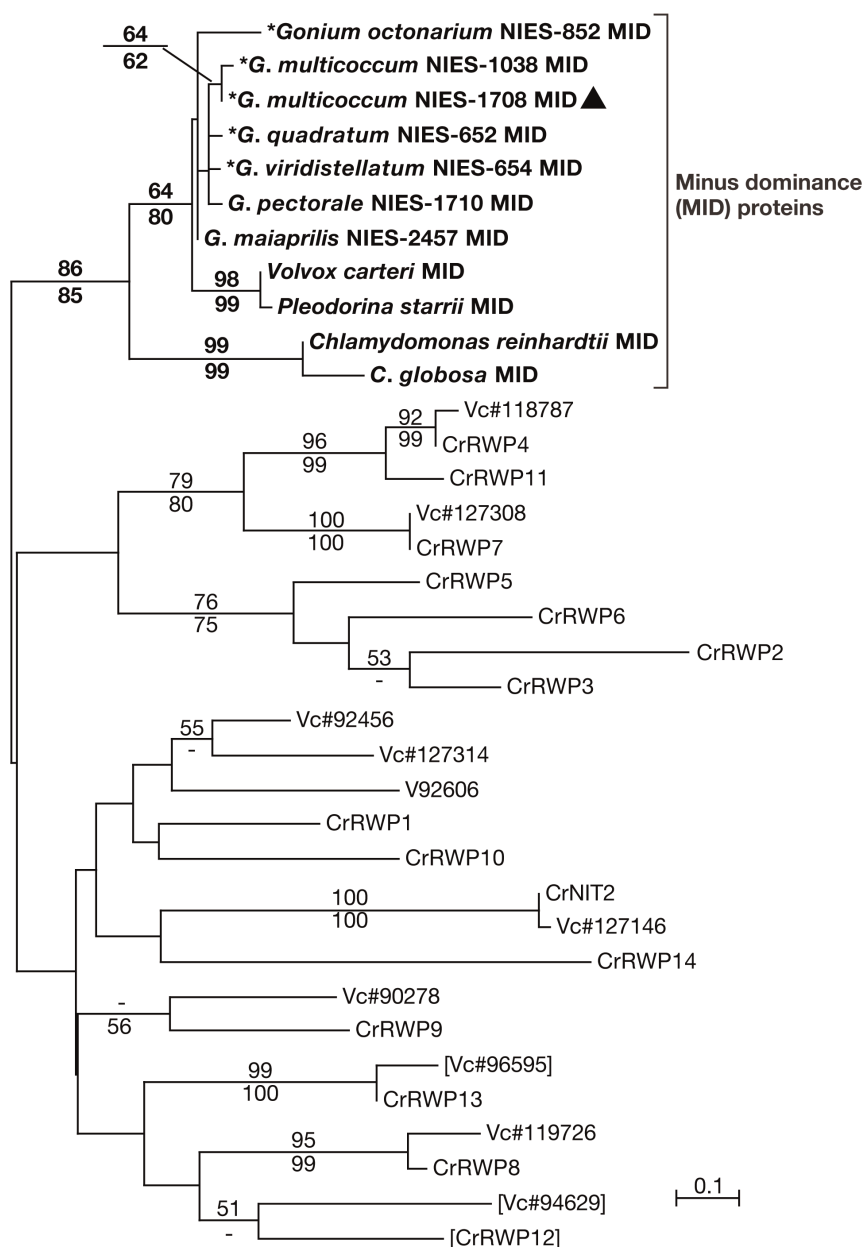 64
62
*Gonium octonarium NIES-852 MID
*G. multicoccum NIES-1038 MID
*G. multicoccum NIES-1708 MID▲
*G. quadratum NIES-652 MID
*G. viridistellatum NIES-654 MID
G. pectorale NIES-1710 MID
G. maiaprilis NIES-2457 MID
64
80
Minus dominance
(MID) proteins
86
85
98
99
Volvox carteri MID
Pleodorina starrii MID
99
99
Chlamydomonas reinhardtii MID
C. globosa MID
92
99
Vc#118787
CrRWP4
96
99
CrRWP11
79
80
100
100
Vc#127308
CrRWP7
76
75
CrRWP5
CrRWP6
53
-
CrRWP2
CrRWP3
55
-
Vc#92456
Vc#127314
V92606
CrRWP1
CrRWP10
100
100
CrNIT2
Vc#127146
CrRWP14
-
56
Vc#90278
CrRWP9
99
100
[Vc#96595]
CrRWP13
95
99
Vc#119726
CrRWP8
51
-
[Vc#94629]
[CrRWP12]
0.1